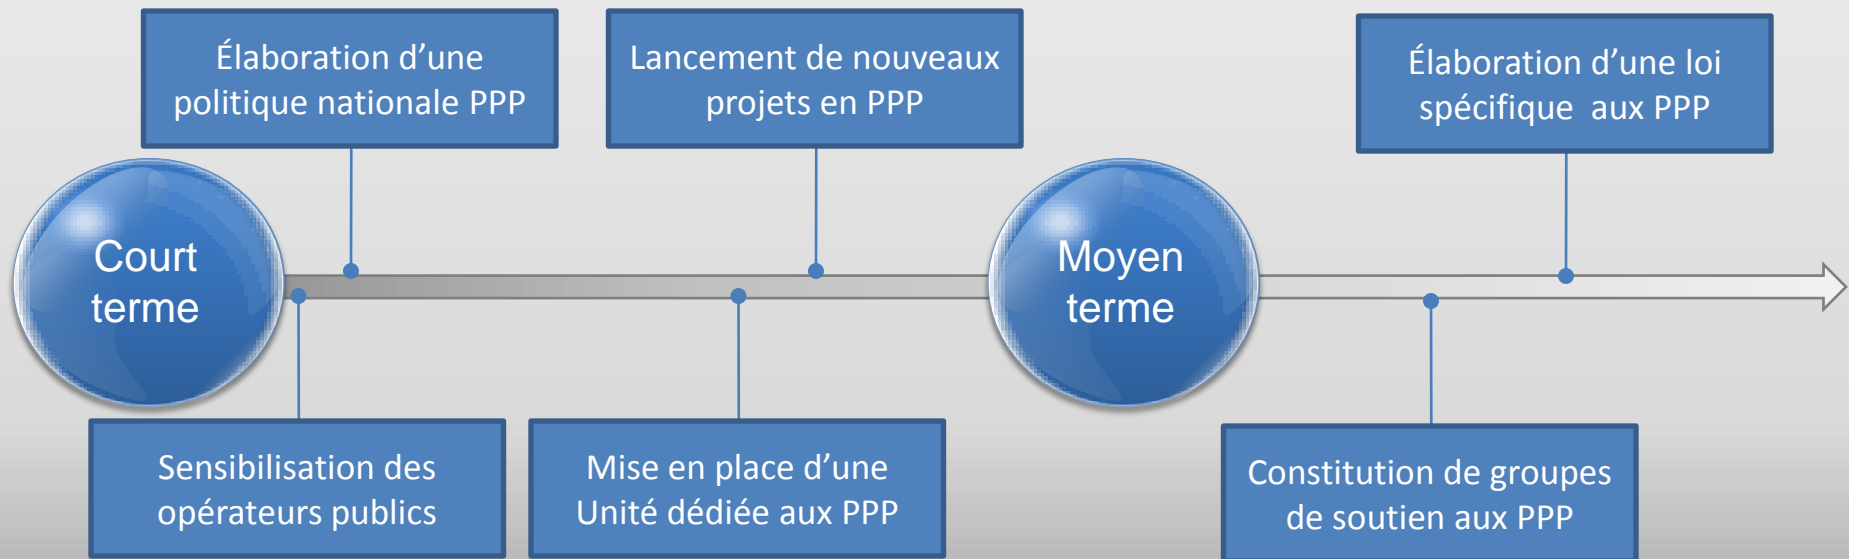 Élaboration d’une
politique nationale PPP
Lancement de nouveaux
projets en PPP
Élaboration d’une loi
spécifique  aux PPP
Court
terme
Moyen
terme
Sensibilisation des
opérateurs publics
Mise en place d’une
Unité dédiée aux PPP
Constitution de groupes
de soutien aux PPP